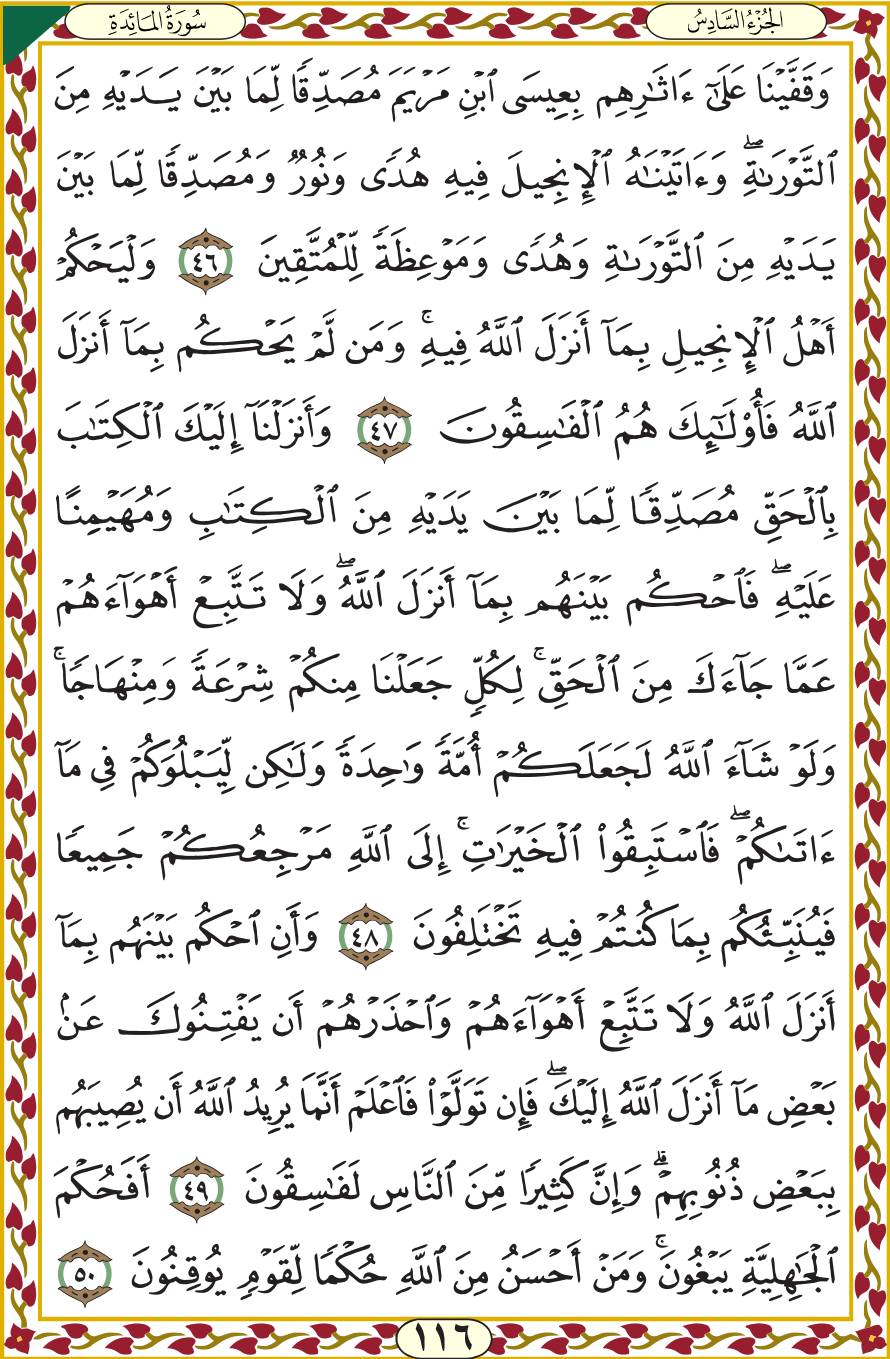 الجُزْءُ السَّادِسُ
سُورَةُ المَائِدَةِ
وَقَفَّيْنَا عَلَىٰٓ ءَاثَٰرِهِم بِعِيسَى ٱبْنِ مَرْيَمَ مُصَدِّقًا لِّمَا بَيْنَ يَدَيْهِ مِنَ
ٱلتَّوْرَىٰةِۖ وَءَاتَيْنَٰهُ ٱلْإِنجِيلَ فِيهِ هُدًى وَنُورٌ وَمُصَدِّقًا لِّمَا بَيْنَ
يَدَيْهِ مِنَ ٱلتَّوْرَىٰةِ وَهُدًى وَمَوْعِظَةً لِّلْمُتَّقِينَ ٤٦ وَلْيَحْكُمْ
أَهْلُ ٱلْإِنجِيلِ بِمَآ أَنزَلَ ٱللَّهُ فِيهِۚ وَمَن لَّمْ يَحْكُم بِمَآ أَنزَلَ
ٱللَّهُ فَأُو۟لَٰٓئِكَ هُمُ ٱلْفَٰسِقُونَ ٤٧ وَأَنزَلْنَآ إِلَيْكَ ٱلْكِتَٰبَ
بِٱلْحَقِّ مُصَدِّقًا لِّمَا بَيْنَ يَدَيْهِ مِنَ ٱلْكِتَٰبِ وَمُهَيْمِنًا
عَلَيْهِۖ فَٱحْكُم بَيْنَهُم بِمَآ أَنزَلَ ٱللَّهُۖ وَلَا تَتَّبِعْ أَهْوَآءَهُمْ
عَمَّا جَآءَكَ مِنَ ٱلْحَقِّۚ لِكُلٍّ جَعَلْنَا مِنكُمْ شِرْعَةً وَمِنْهَاجًاۚ
وَلَوْ شَآءَ ٱللَّهُ لَجَعَلَكُمْ أُمَّةً وَٰحِدَةً وَلَٰكِن لِّيَبْلُوَكُمْ فِى مَآ
ءَاتَىٰكُمْۖ فَٱسْتَبِقُوا۟ ٱلْخَيْرَٰتِۚ إِلَى ٱللَّهِ مَرْجِعُكُمْ جَمِيعًا
فَيُنَبِّئُكُم بِمَا كُنتُمْ فِيهِ تَخْتَلِفُونَ ٤٨ وَأَنِ ٱحْكُم بَيْنَهُم بِمَآ
أَنزَلَ ٱللَّهُ وَلَا تَتَّبِعْ أَهْوَآءَهُمْ وَٱحْذَرْهُمْ أَن يَفْتِنُوكَ عَنۢ
بَعْضِ مَآ أَنزَلَ ٱللَّهُ إِلَيْكَۖ فَإِن تَوَلَّوْا۟ فَٱعْلَمْ أَنَّمَا يُرِيدُ ٱللَّهُ أَن يُصِيبَهُم
بِبَعْضِ ذُنُوبِهِمْۗ وَإِنَّ كَثِيرًا مِّنَ ٱلنَّاسِ لَفَٰسِقُونَ ٤٩ أَفَحُكْمَ
ٱلْجَٰهِلِيَّةِ يَبْغُونَۚ وَمَنْ أَحْسَنُ مِنَ ٱللَّهِ حُكْمًا لِّقَوْمٍ يُوقِنُونَ ٥٠
١١٦